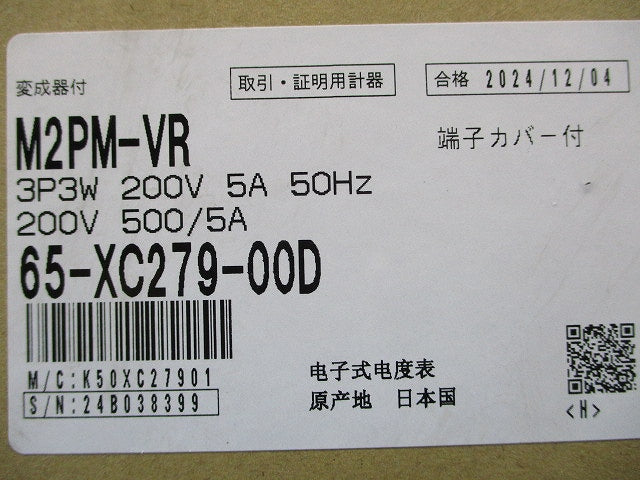 変成器付
取引・証明用計器
合格 2024/12/04
M2PM-VR
端子カバー付
3P3W 200V 5A 50Hz
200V 500/5A
65-XC279-00D
M/C:K50XC27901
S/N:24B038399
电子式电度表
原产地 日本国
<H>